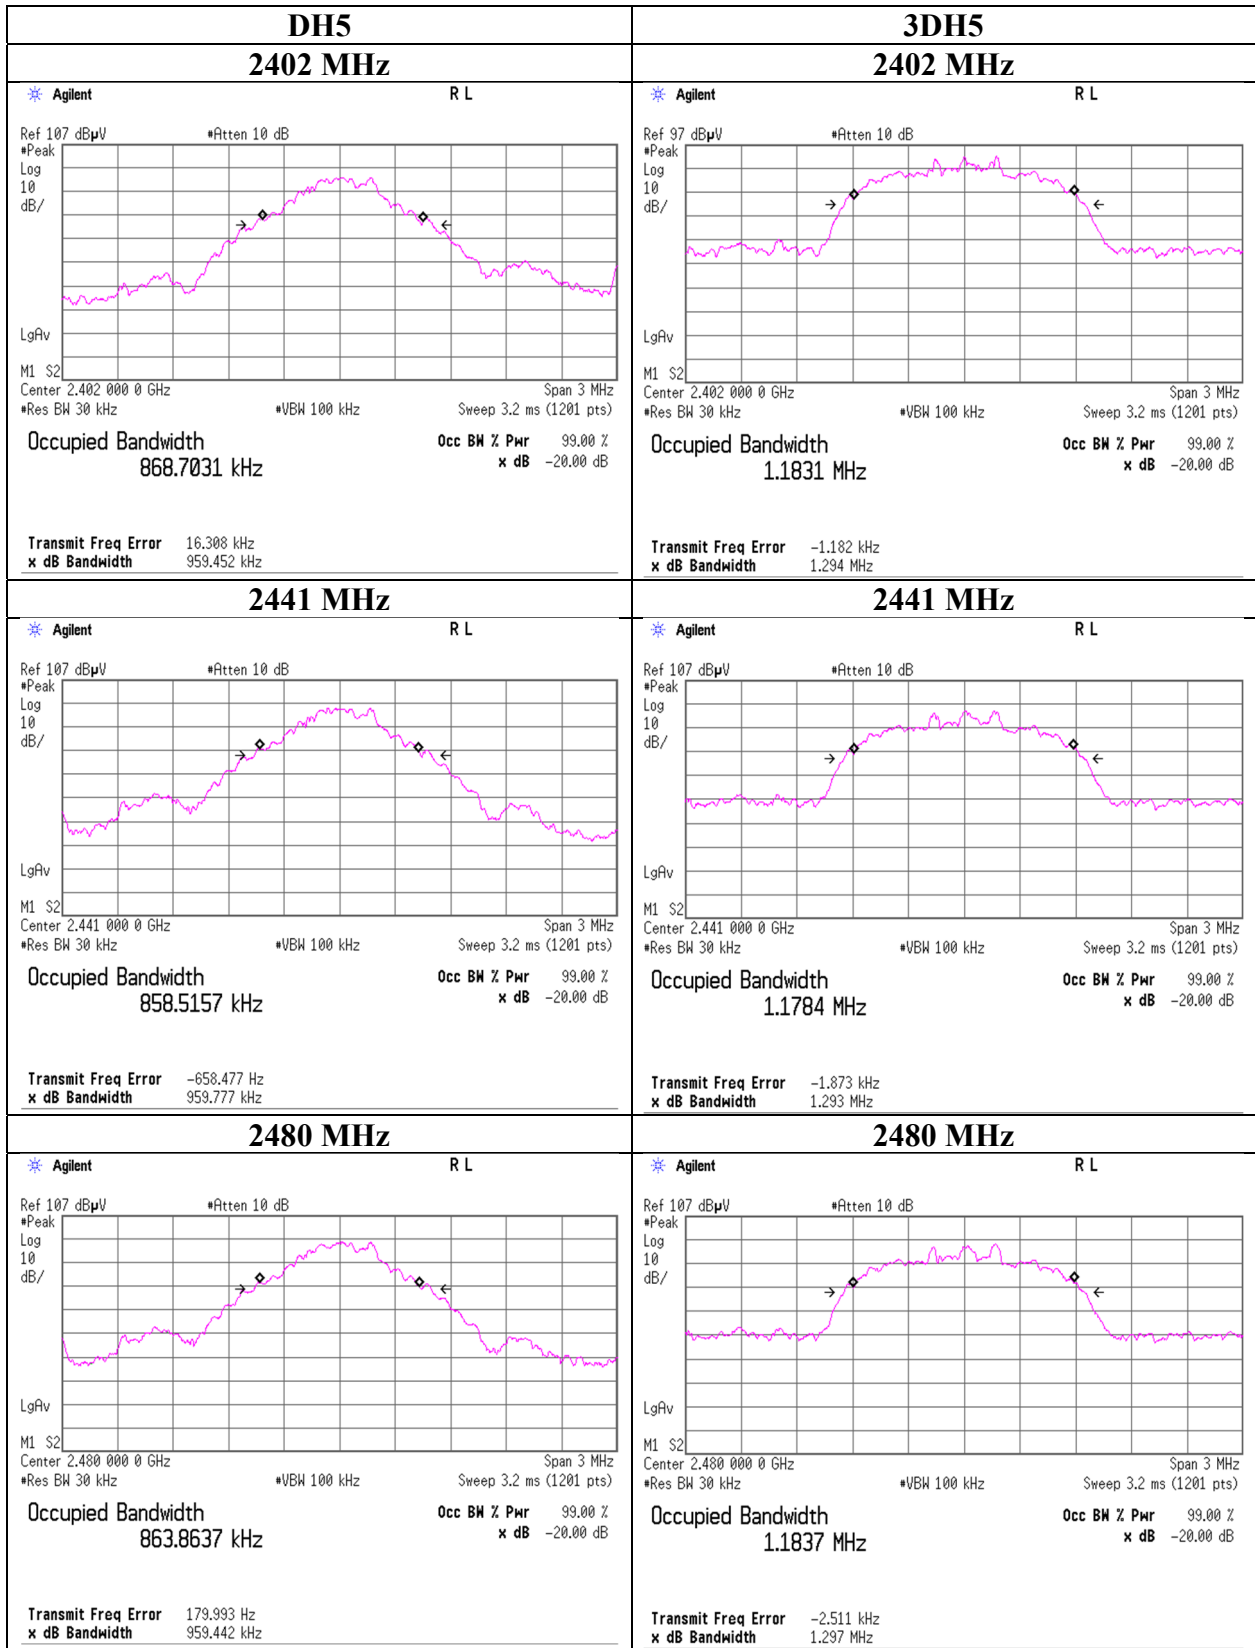 DH5
3DH5
2402 MHz
2402 MHz
Agilent R L
Ref 107 dBµV #Atten 10 dB
#Peak
Log
10
dB/
LgAv
M1 S2
Center 2.402 000 0 GHz Span 3 MHz
#Res BW 30 kHz #VBW 100 kHz Sweep 3.2 ms (1201 pts)
Occupied Bandwidth Occ BW % Pwr 99.00 %
868.7031 kHz x dB -20.00 dB
Transmit Freq Error 16.308 kHz
x dB Bandwidth 959.452 kHz
Agilent R L
Ref 97 dBµV #Atten 10 dB
#Peak
Log
10
dB/
LgAv
M1 S2
Center 2.402 000 0 GHz Span 3 MHz
#Res BW 30 kHz #VBW 100 kHz Sweep 3.2 ms (1201 pts)
Occupied Bandwidth Occ BW % Pwr 99.00 %
1.1831 MHz x dB -20.00 dB
Transmit Freq Error -1.182 kHz
x dB Bandwidth 1.294 MHz
2441 MHz
2441 MHz
Agilent R L
Ref 107 dBµV #Atten 10 dB
#Peak
Log
10
dB/
LgAv
M1 S2
Center 2.441 000 0 GHz Span 3 MHz
#Res BW 30 kHz #VBW 100 kHz Sweep 3.2 ms (1201 pts)
Occupied Bandwidth Occ BW % Pwr 99.00 %
858.5157 kHz x dB -20.00 dB
Transmit Freq Error -658.477 Hz
x dB Bandwidth 959.777 kHz
Agilent R L
Ref 107 dBµV #Atten 10 dB
#Peak
Log
10
dB/
LgAv
M1 S2
Center 2.441 000 0 GHz Span 3 MHz
#Res BW 30 kHz #VBW 100 kHz Sweep 3.2 ms (1201 pts)
Occupied Bandwidth Occ BW % Pwr 99.00 %
1.1784 MHz x dB -20.00 dB
Transmit Freq Error -1.873 kHz
x dB Bandwidth 1.293 MHz
2480 MHz
2480 MHz
Agilent R L
Ref 107 dBµV #Atten 10 dB
#Peak
Log
10
dB/
LgAv
M1 S2
Center 2.480 000 0 GHz Span 3 MHz
#Res BW 30 kHz #VBW 100 kHz Sweep 3.2 ms (1201 pts)
Occupied Bandwidth Occ BW % Pwr 99.00 %
863.8637 kHz x dB -20.00 dB
Transmit Freq Error 179.993 Hz
x dB Bandwidth 959.442 kHz
Agilent R L
Ref 107 dBµV #Atten 10 dB
#Peak
Log
10
dB/
LgAv
M1 S2
Center 2.480 000 0 GHz Span 3 MHz
#Res BW 30 kHz #VBW 100 kHz Sweep 3.2 ms (1201 pts)
Occupied Bandwidth Occ BW % Pwr 99.00 %
1.1837 MHz x dB -20.00 dB
Transmit Freq Error -2.511 kHz
x dB Bandwidth 1.297 MHz